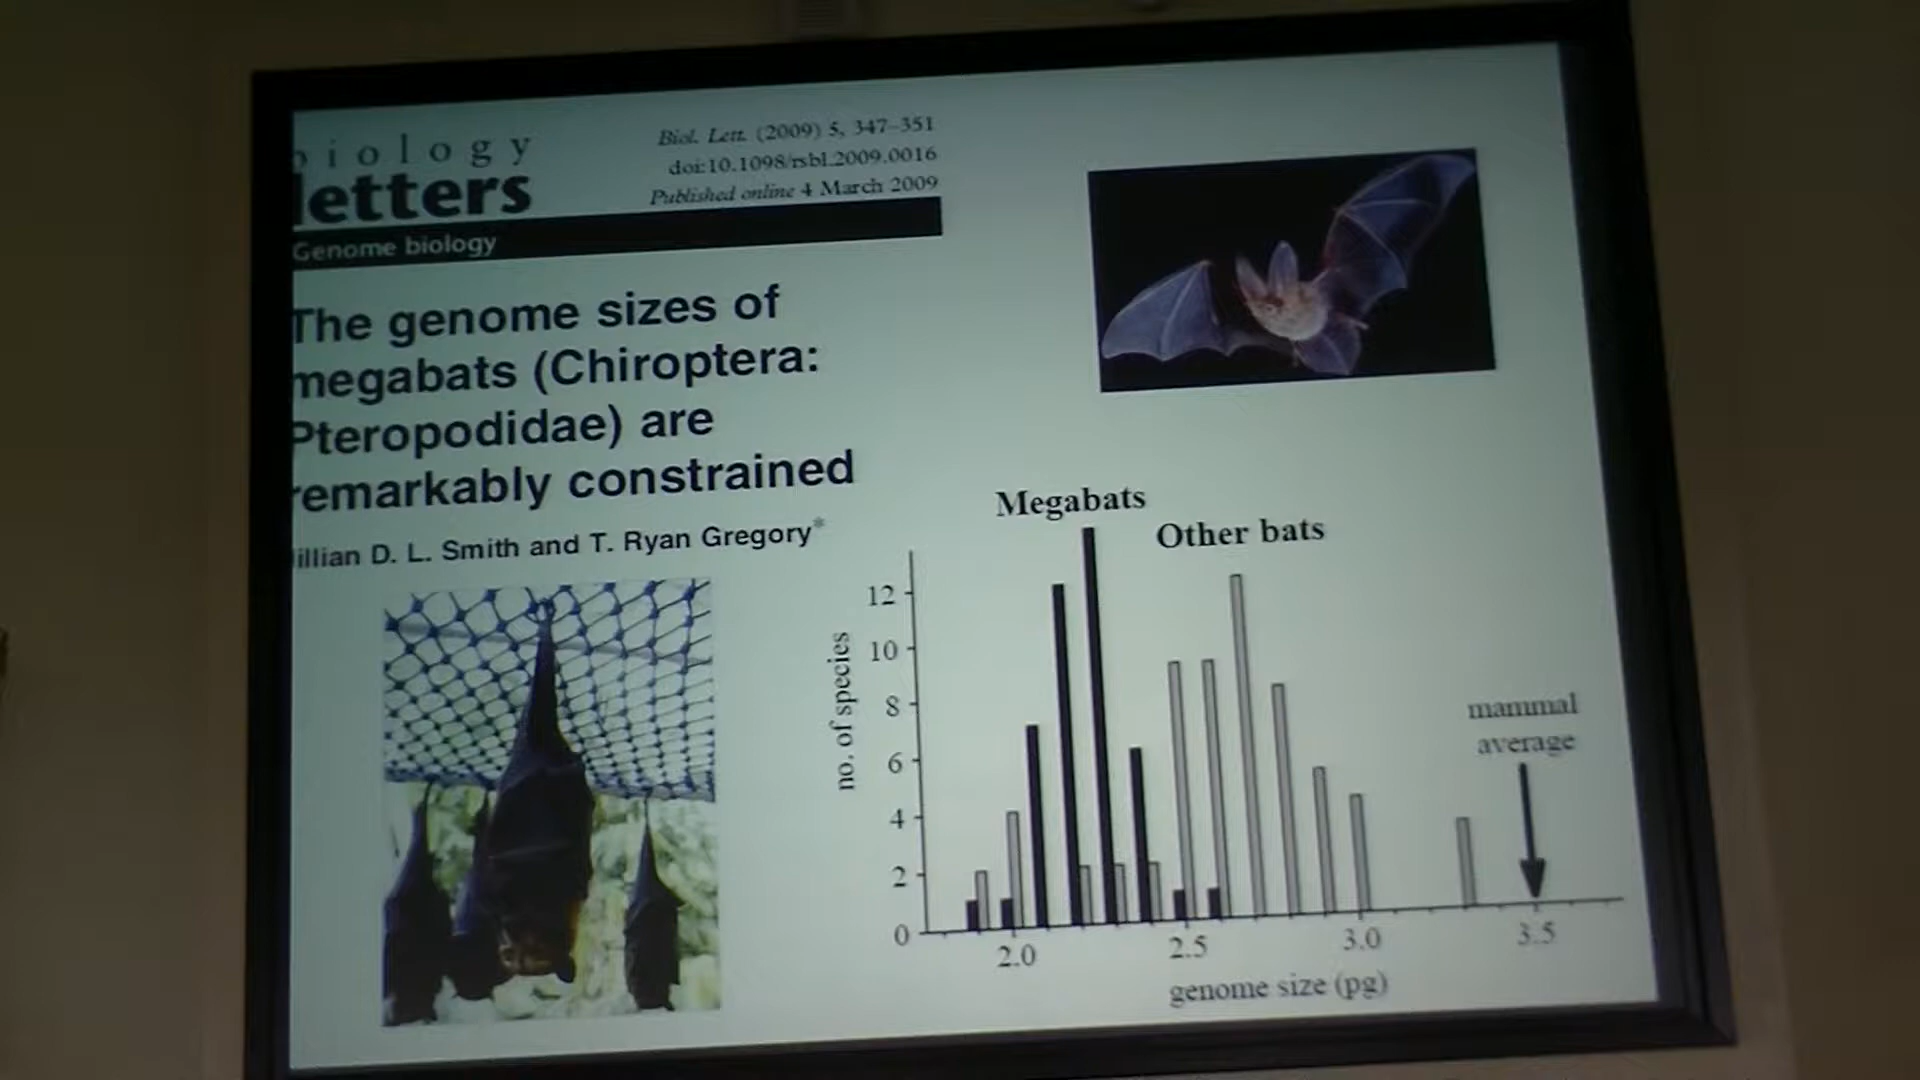 biology
letters
Biol. Lett. (2009) 5, 347–351
doi:10.1098/rsbl.2009.0016
Published online 4 March 2009
Genome biology
The genome sizes of
megabats (Chiroptera:
Pteropodidae) are
remarkably constrained
illian D. L. Smith and T. Ryan Gregory*
Megabats
Other bats
mammal
average
no. of species
12
10
8
6
4
2
0
2.0
2.5
3.0
3.5
genome size (pg)